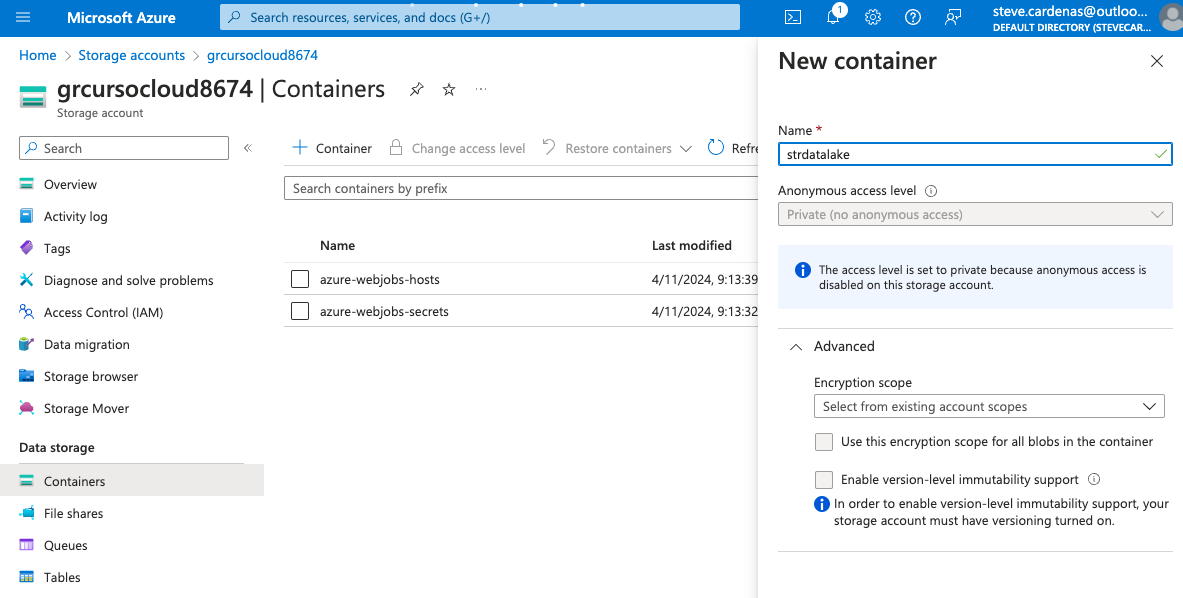 Microsoft Azure
Search resources, services, and docs (G+/)
1
steve.cardenas@outloo...
DEFAULT DIRECTORY (STEVECAR...
Home > Storage accounts > grcursocloud8674
grcursocloud8674 | Containers
...
Storage account
Search
«
Overview
Activity log
Tags
Diagnose and solve problems
Access Control (IAM)
Data migration
Storage browser
Storage Mover
Data storage
Containers
File shares
Queues
Tables
+ Container
Change access level
Restore containers
Refre
Search containers by prefix
Name Last modified
azure-webjobs-hosts 4/11/2024, 9:13:39
azure-webjobs-secrets 4/11/2024, 9:13:32
New container
Name *
strdatalake
Anonymous access level
Private (no anonymous access)
The access level is set to private because anonymous access is
disabled on this storage account.
Advanced
Encryption scope
Select from existing account scopes
Use this encryption scope for all blobs in the container
Enable version-level immutability support
In order to enable version-level immutability support, your
storage account must have versioning turned on.